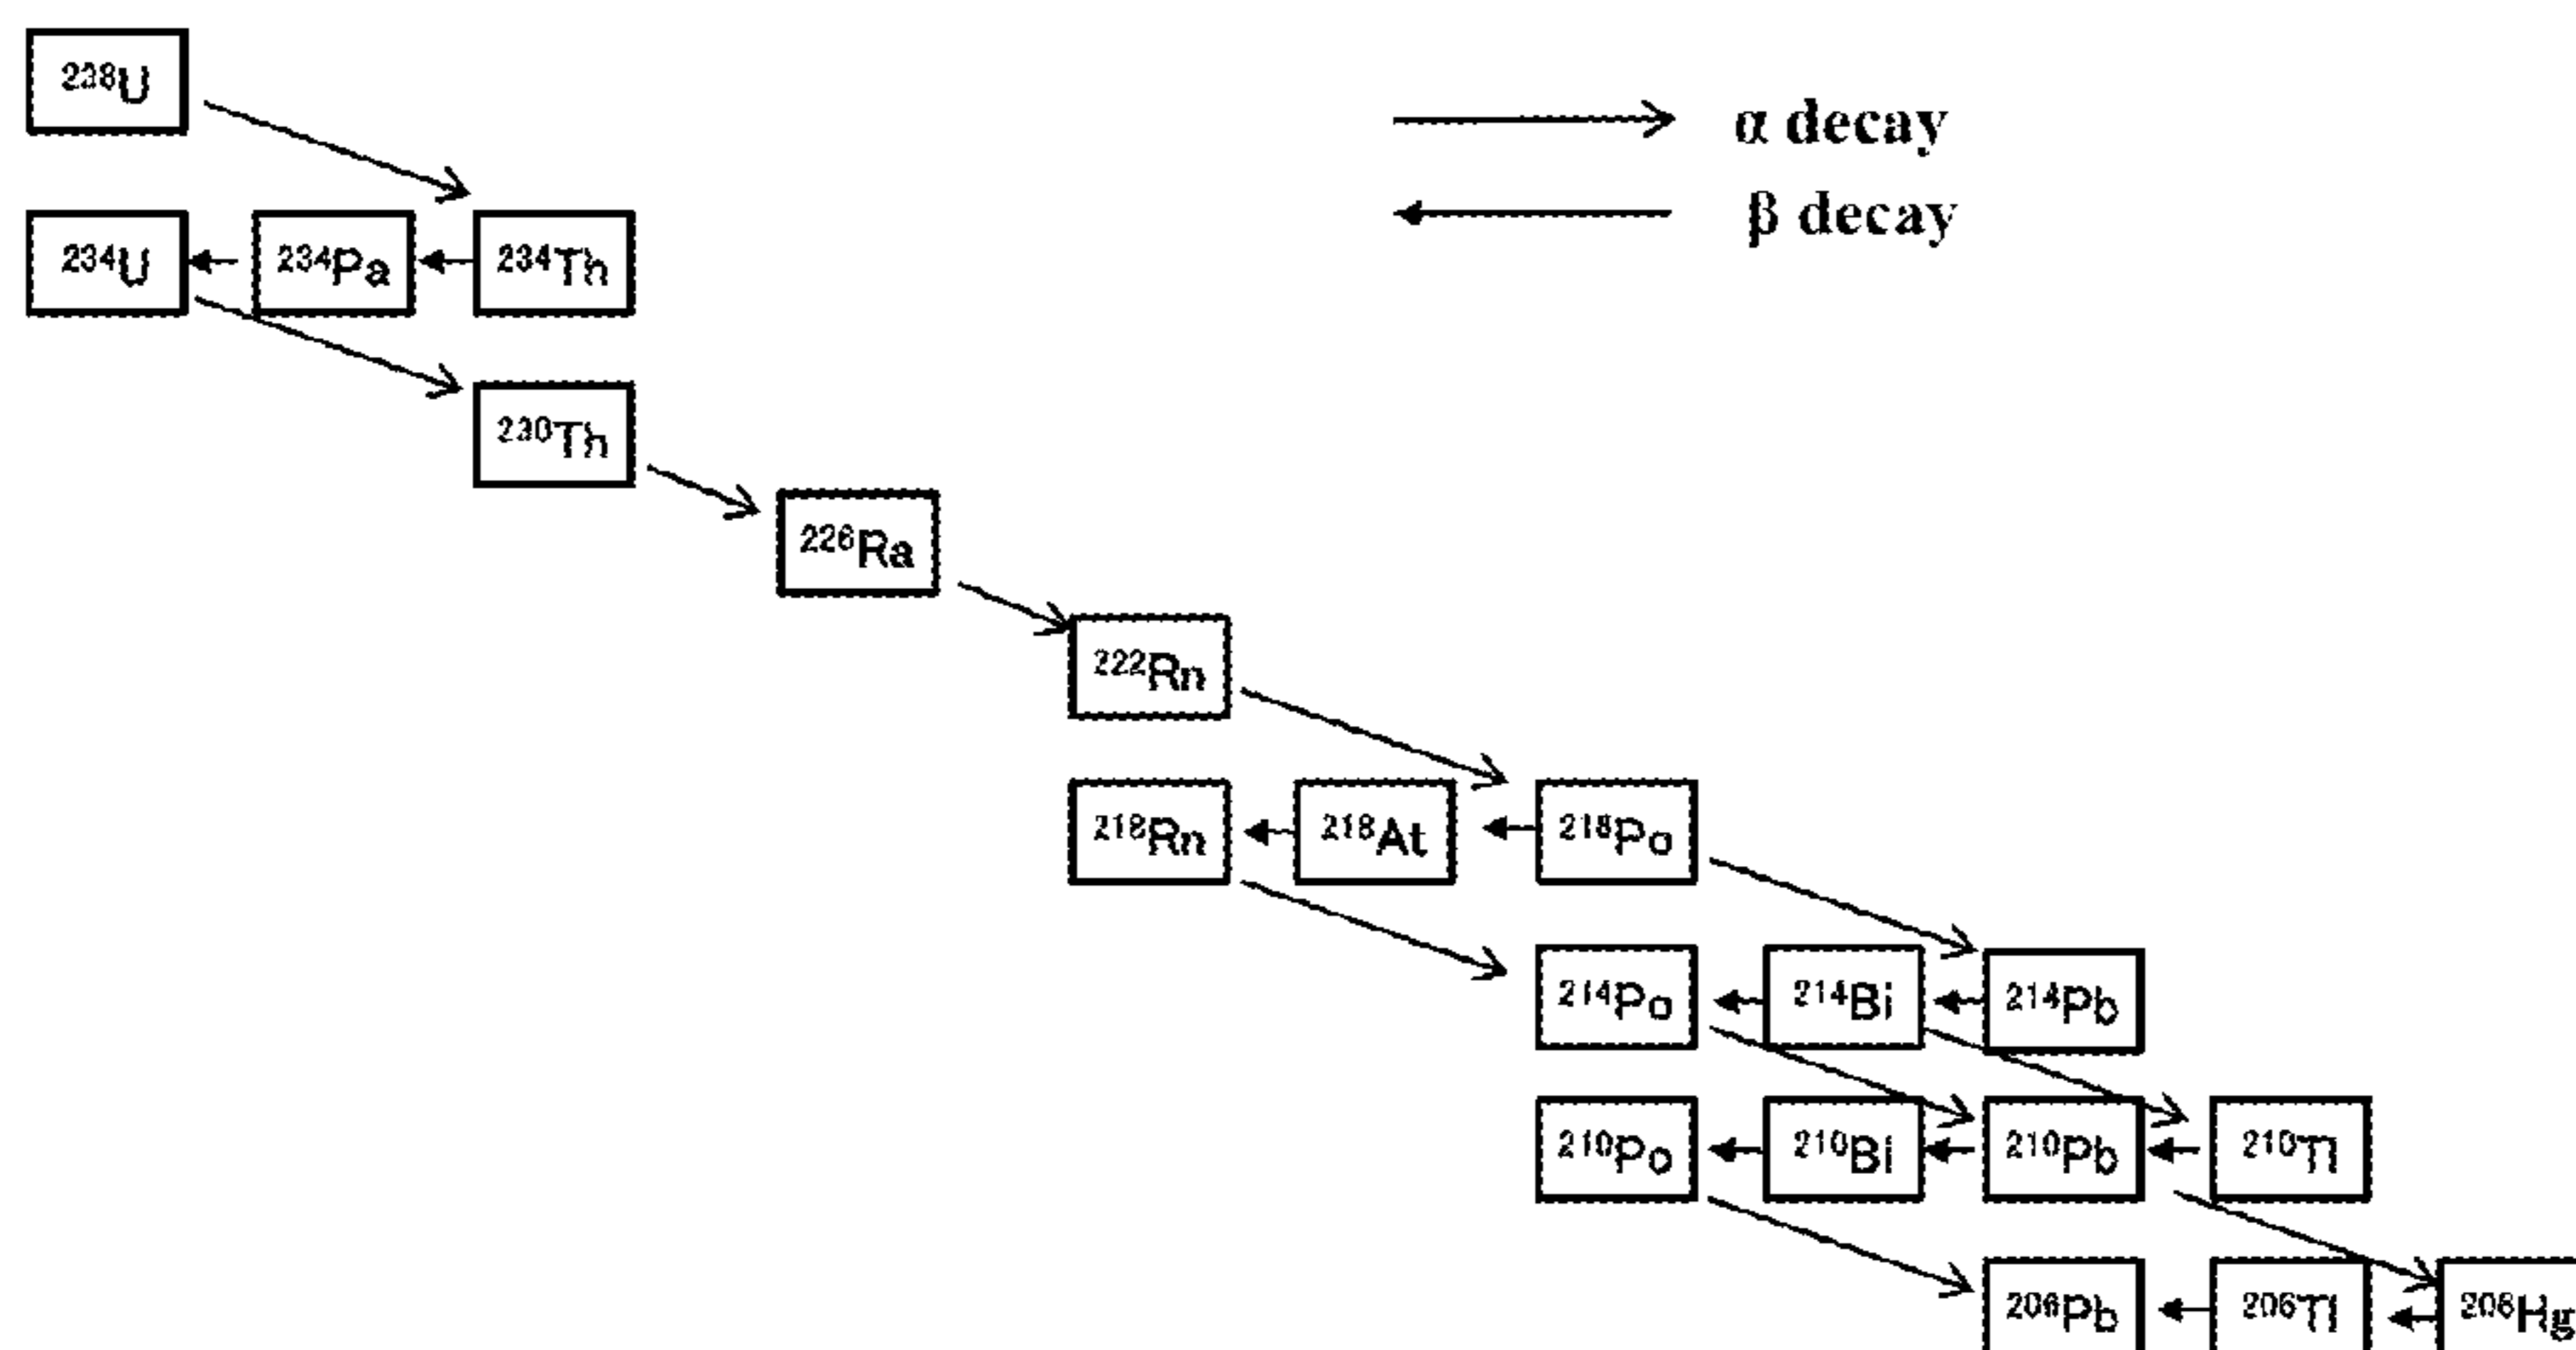 ²³⁸U
α decay
β decay
²³⁴U ²³⁴Pa ²³⁴Th
²³⁰Th
²²⁶Ra
²²²Rn
²¹⁸Rn ²¹⁸At ²¹⁸Po
²¹⁴Po ²¹⁴Bi ²¹⁴Pb
²¹⁰Po ²¹⁰Bi ²¹⁰Pb ²¹⁰Tl
²⁰⁶Pb ²⁰⁶Tl ²⁰⁶Hg